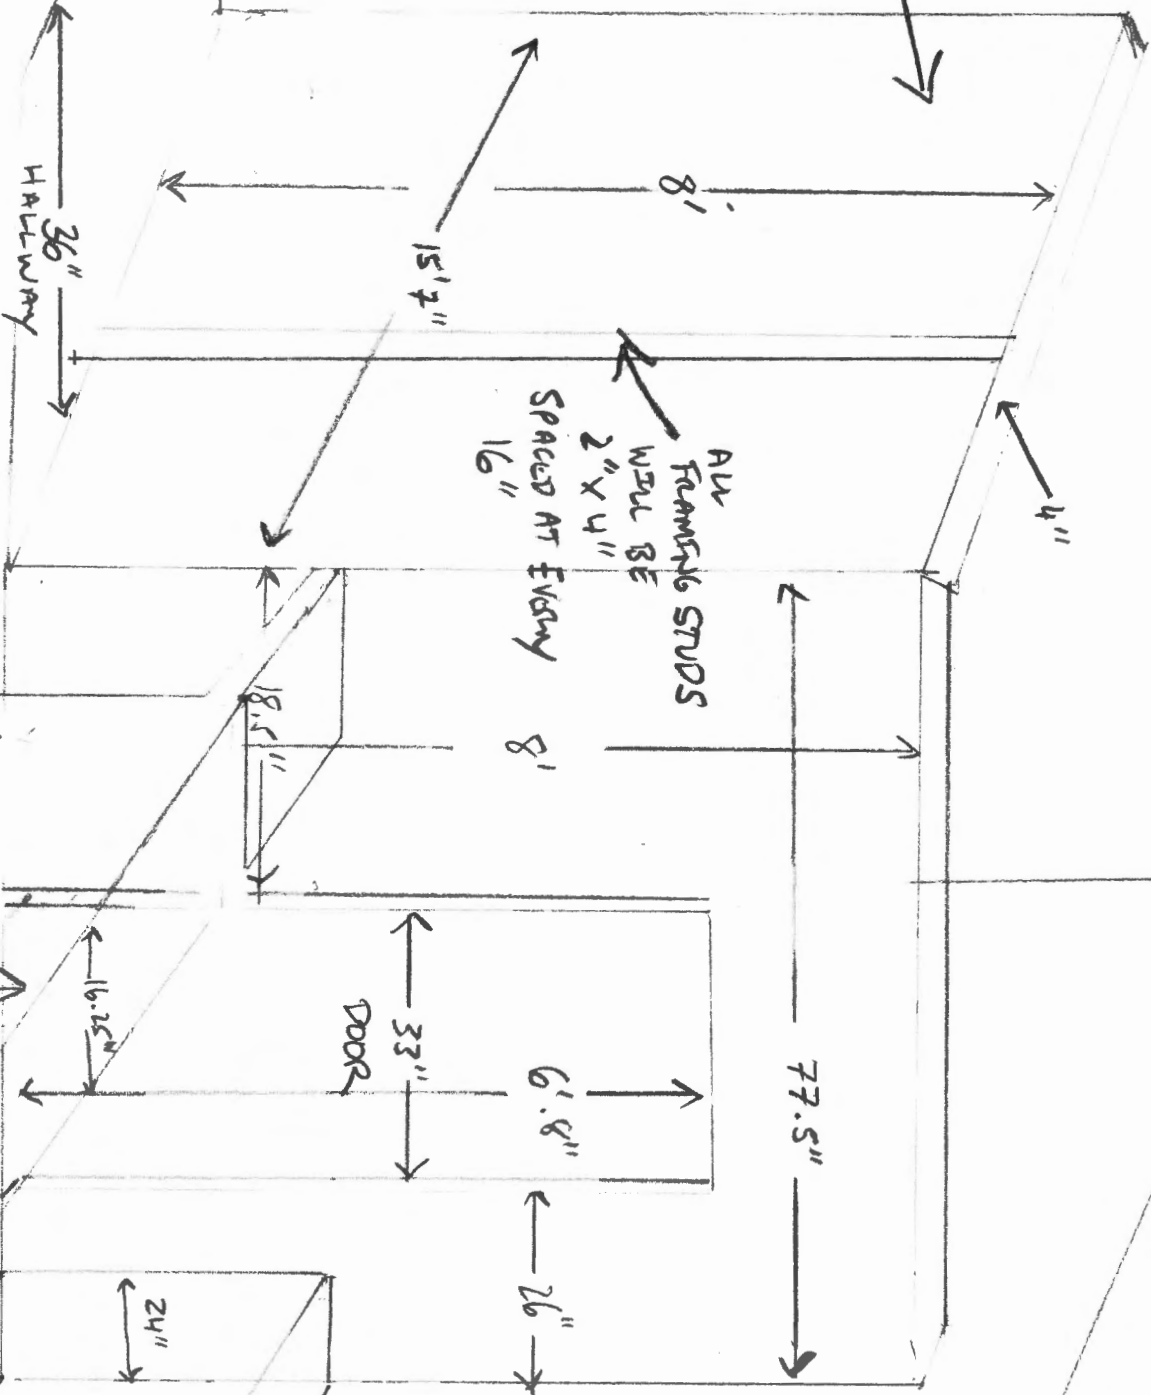 4"
8'
ALL
FRAMING STUDS
WILL BE
2" X 4"
SPACED AT EVERY
16"
15' 7"
36"
HALLWAY
77.5"
8'
18.5"
6'.8"
33"
DOOR
16.25"
26"
24"